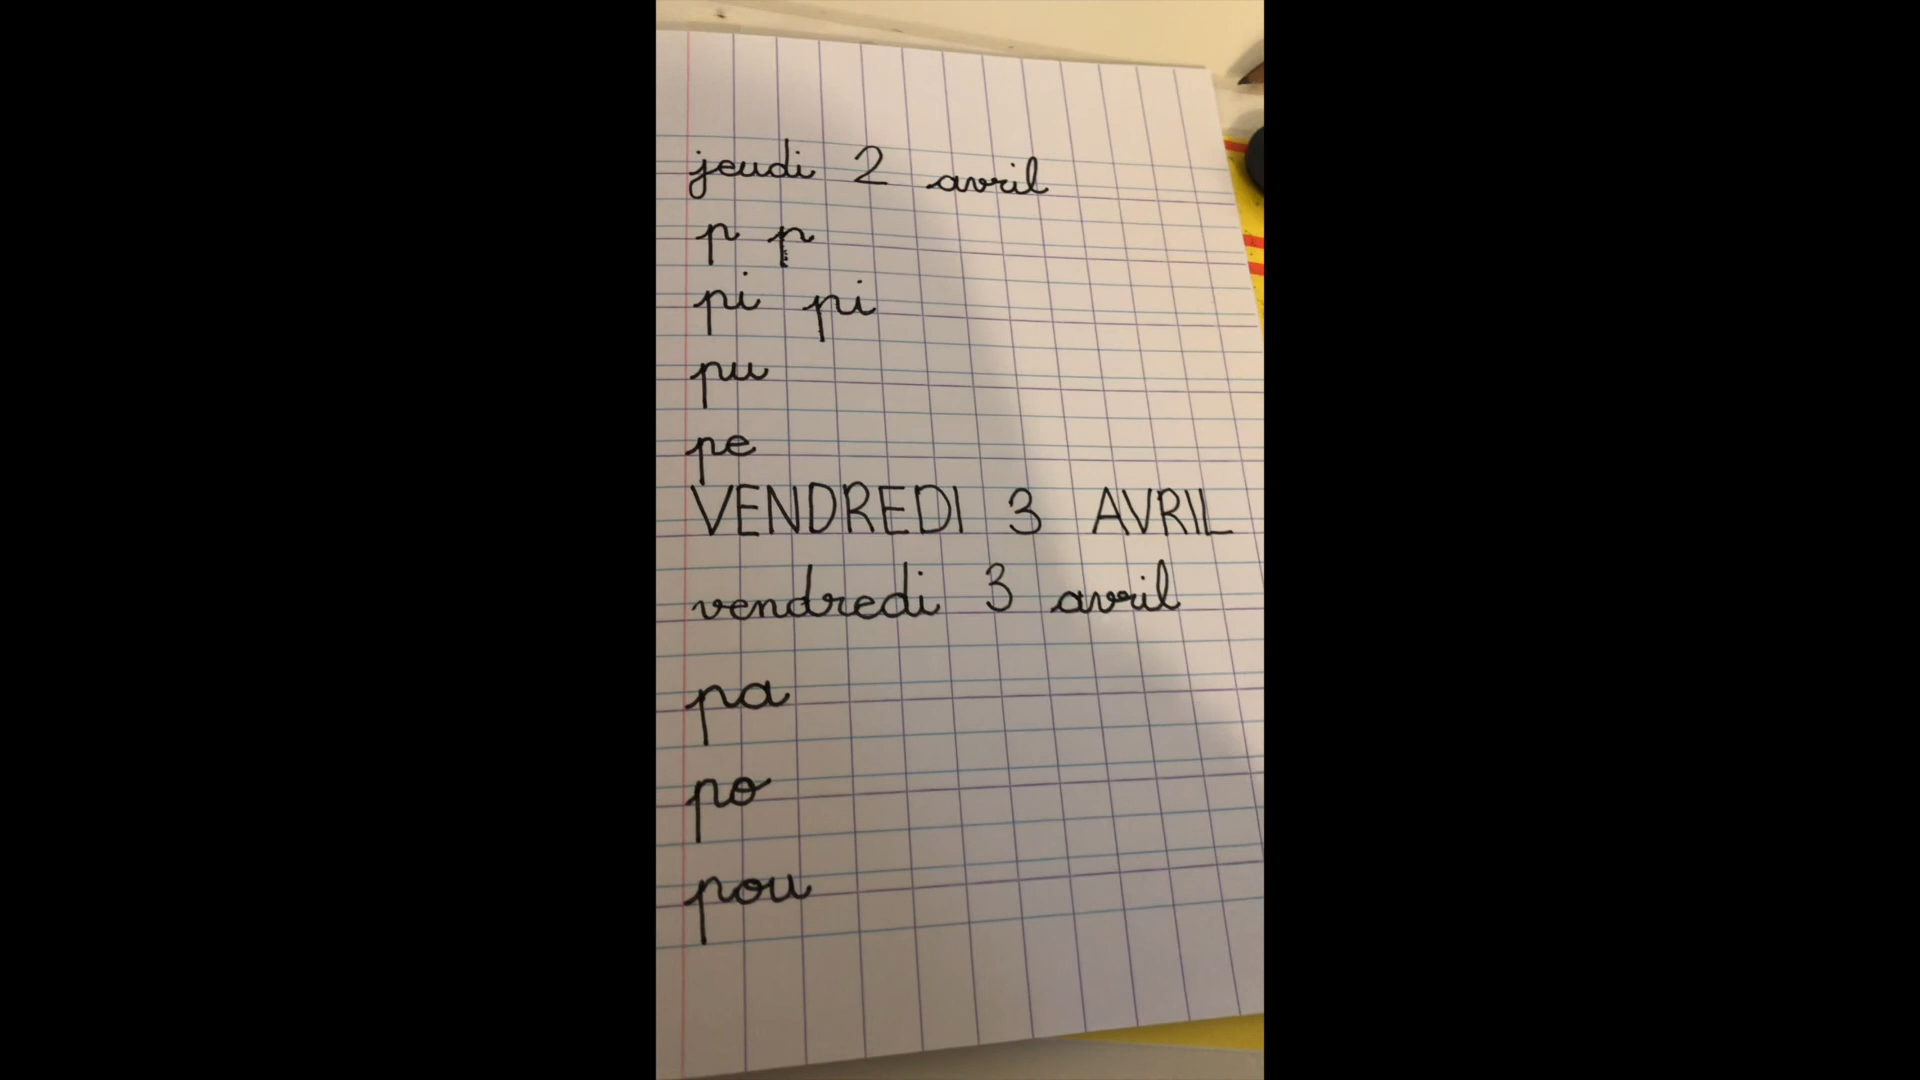 jeudi 2 avril
p p
pi pi
pu
pe
VENDREDI 3 AVRIL
vendredi 3 avril
pa
po
pou